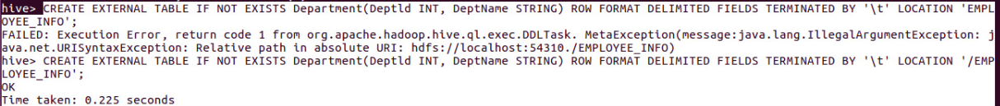 hive> CREATE EXTERNAL TABLE IF NOT EXISTS Department(Deptld INT, DeptName STRING) ROW FORMAT DELIMITED FIELDS TERMINATED BY '\t' LOCATION 'EMPL
OYEE_INFO';
FAILED: Execution Error, return code 1 from org.apache.hadoop.hive.ql.exec.DDLTask. MetaException(message:java.lang.IllegalArgumentException: j
ava.net.URISyntaxException: Relative path in absolute URI: hdfs://localhost:54310./EMPLOYEE_INFO)
hive> CREATE EXTERNAL TABLE IF NOT EXISTS Department(Deptld INT, DeptName STRING) ROW FORMAT DELIMITED FIELDS TERMINATED BY '\t' LOCATION '/EMP
LOYEE_INFO';
OK
Time taken: 0.225 seconds